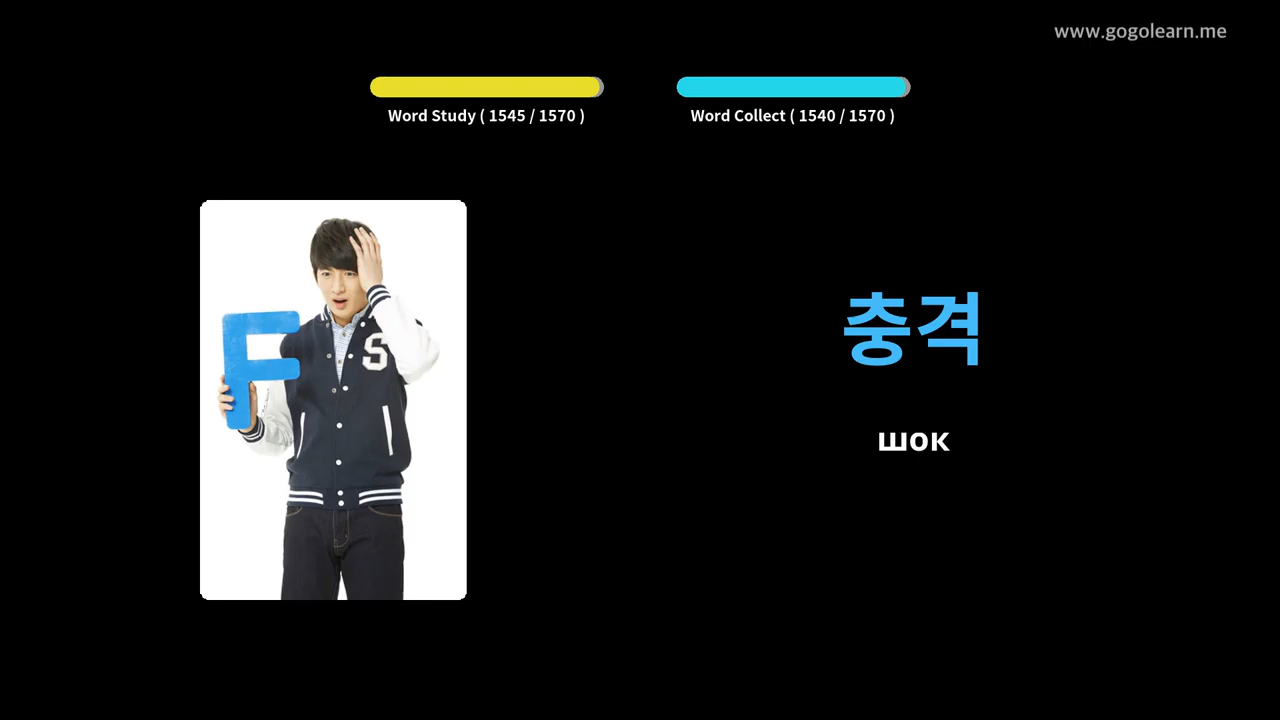 www.gogolearn.me
Word Study ( 1545 / 1570 )
Word Collect ( 1540 / 1570 )
F
S
충격
шок